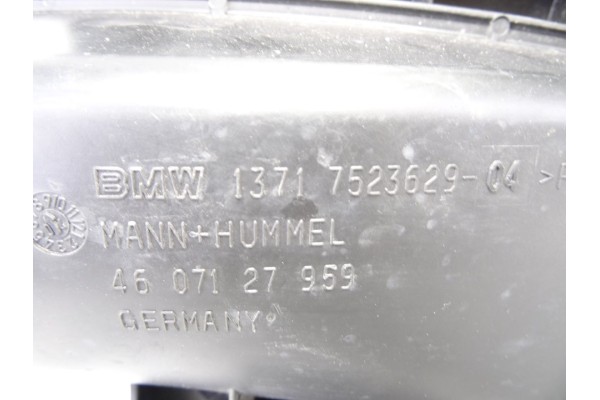 BMW 1371 7523629-04 >P
MANN+HUMMEL
46 071 27 959
GERMANY